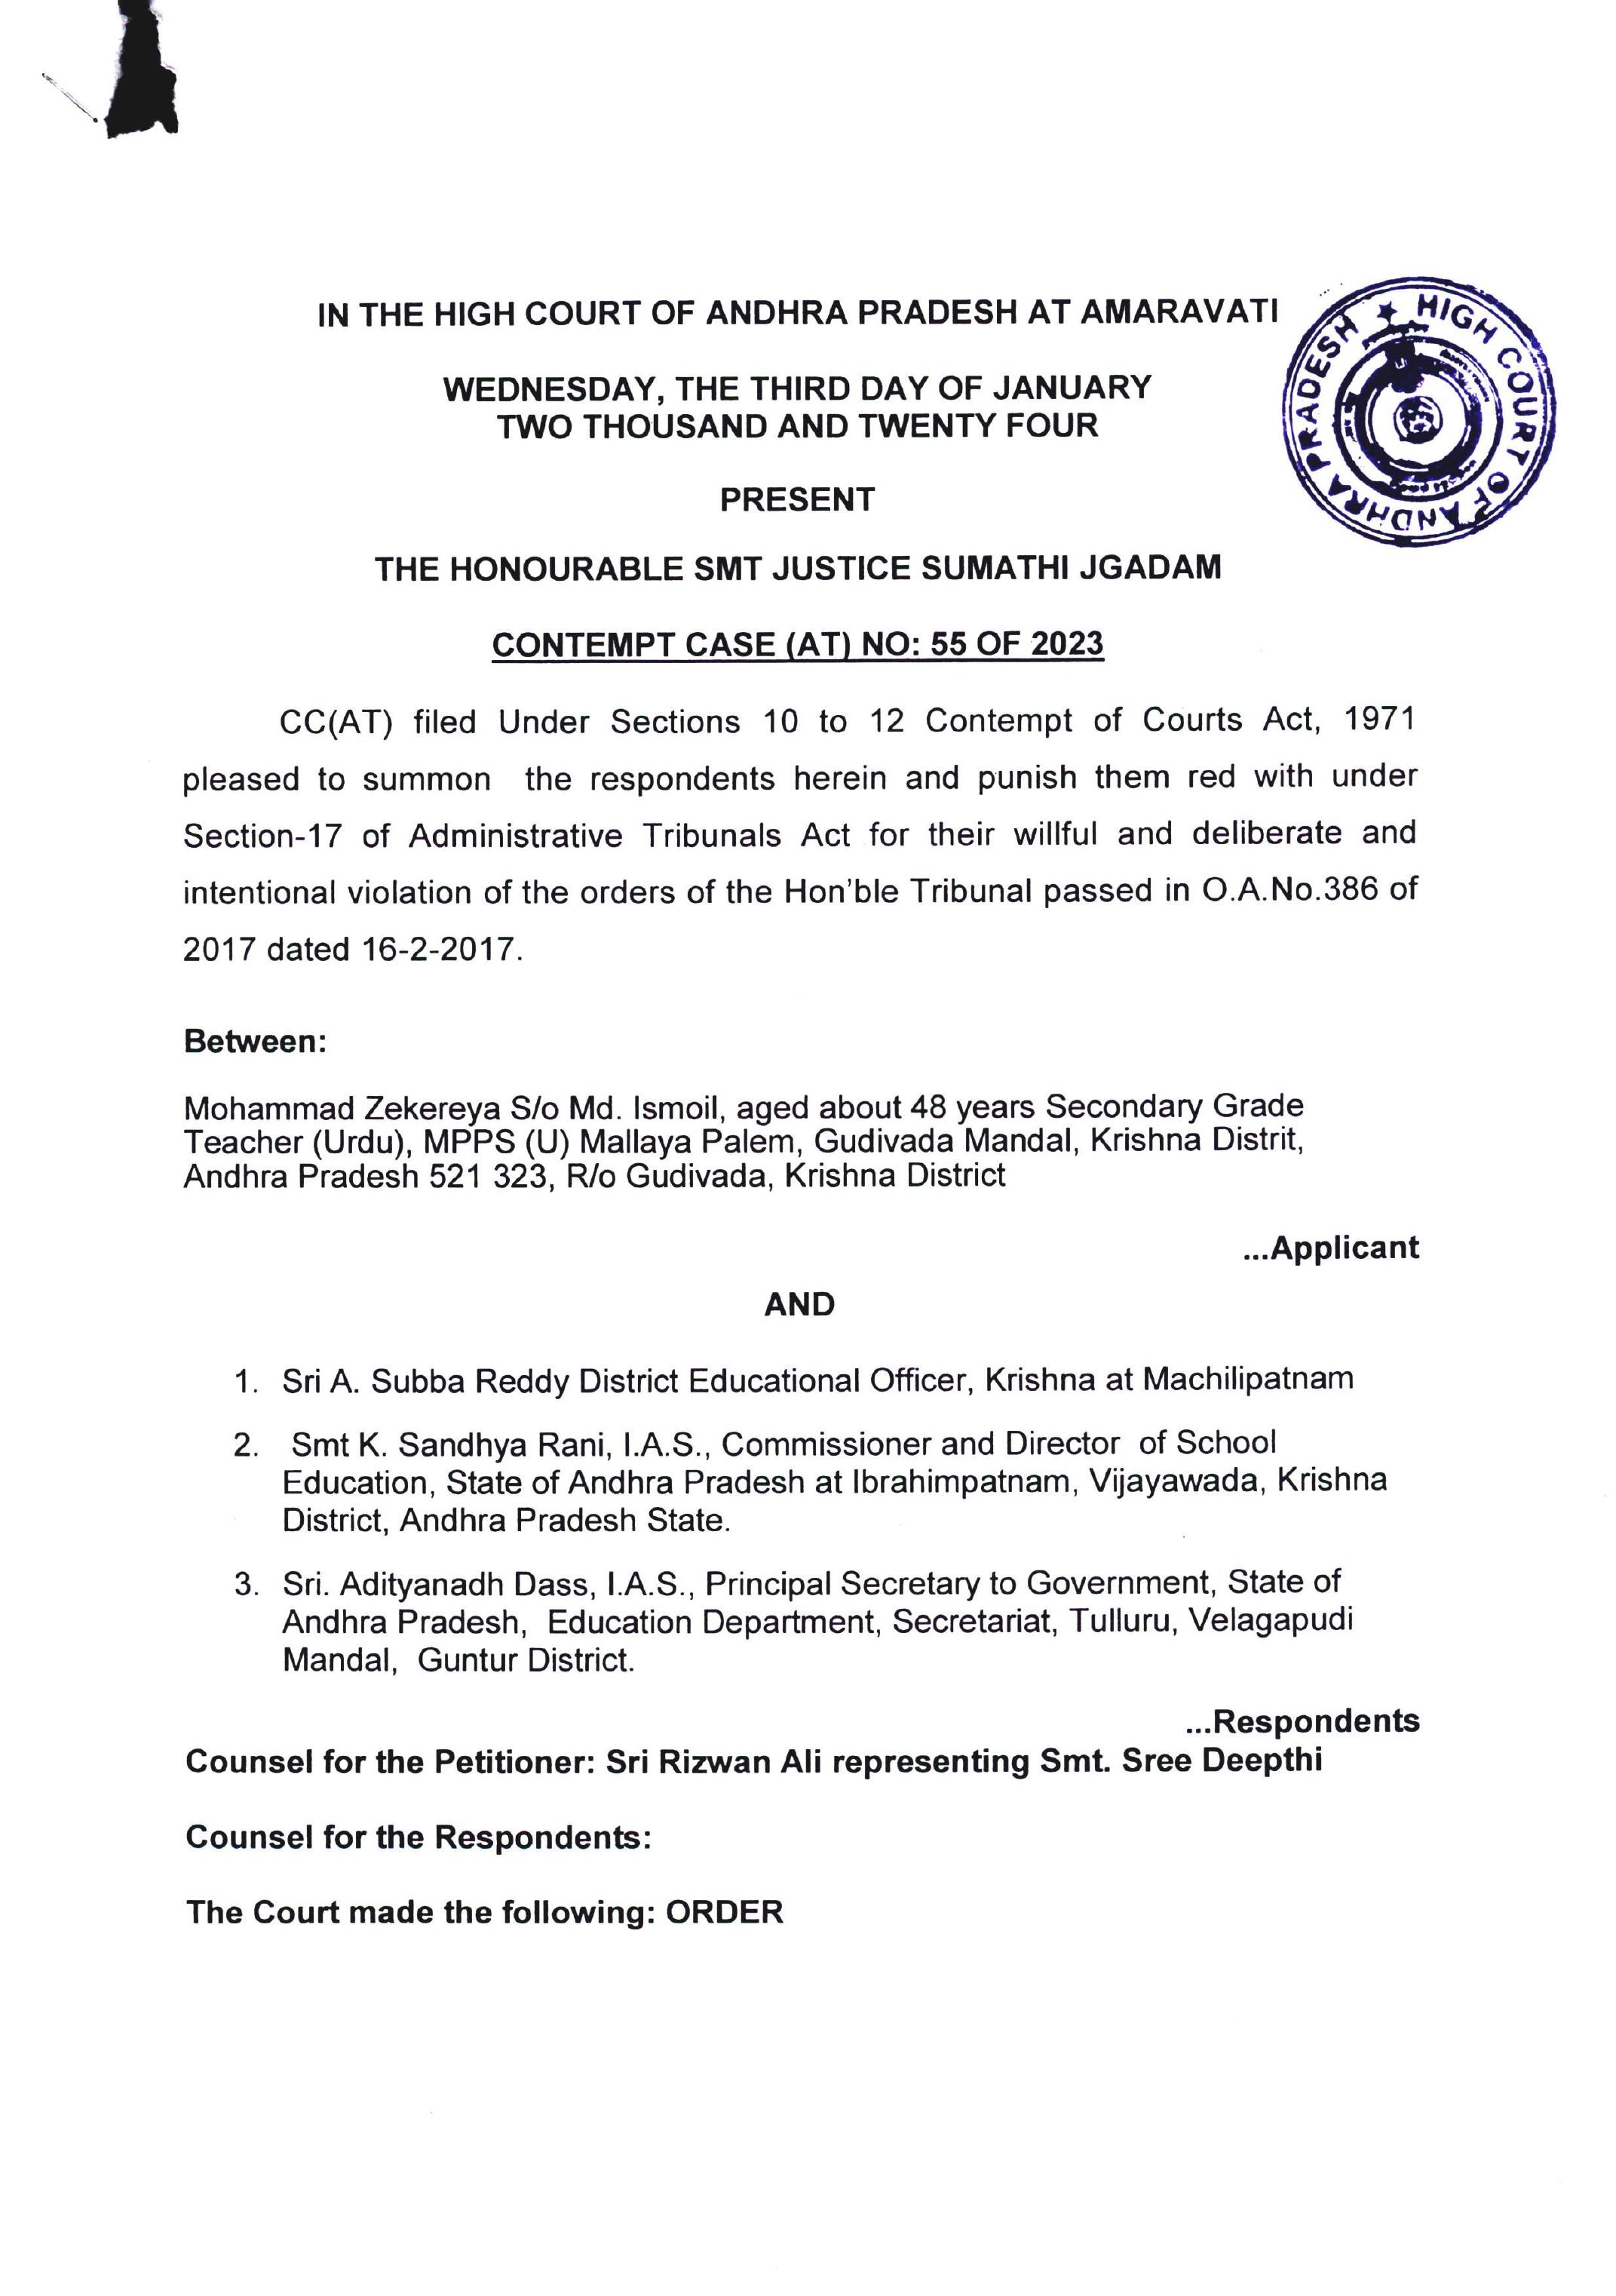 IN THE HIGH COURT OF ANDHRA PRADESH AT AMARAVATI
★ HIGH COURT OF ANDHRA PRADESH
WEDNESDAY, THE THIRD DAY OF JANUARY
TWO THOUSAND AND TWENTY FOUR
PRESENT
THE HONOURABLE SMT JUSTICE SUMATHI JGADAM
CONTEMPT CASE (AT) NO: 55 OF 2023
CC(AT) filed Under Sections 10 to 12 Contempt of Courts Act, 1971
pleased to summon the respondents herein and punish them red with under
Section-17 of Administrative Tribunals Act for their willful and deliberate and
intentional violation of the orders of the Hon'ble Tribunal passed in O.A.No.386 of
2017 dated 16-2-2017.
Between:
Mohammad Zekereya S/o Md. Ismoil, aged about 48 years Secondary Grade
Teacher (Urdu), MPPS (U) Mallaya Palem, Gudivada Mandal, Krishna Distrit,
Andhra Pradesh 521 323, R/o Gudivada, Krishna District
...Applicant
AND
1. Sri A. Subba Reddy District Educational Officer, Krishna at Machilipatnam
2. Smt K. Sandhya Rani, I.A.S., Commissioner and Director of School
Education, State of Andhra Pradesh at Ibrahimpatnam, Vijayawada, Krishna
District, Andhra Pradesh State.
3. Sri. Adityanadh Dass, I.A.S., Principal Secretary to Government, State of
Andhra Pradesh, Education Department, Secretariat, Tulluru, Velagapudi
Mandal, Guntur District.
...Respondents
Counsel for the Petitioner: Sri Rizwan Ali representing Smt. Sree Deepthi
Counsel for the Respondents:
The Court made the following: ORDER